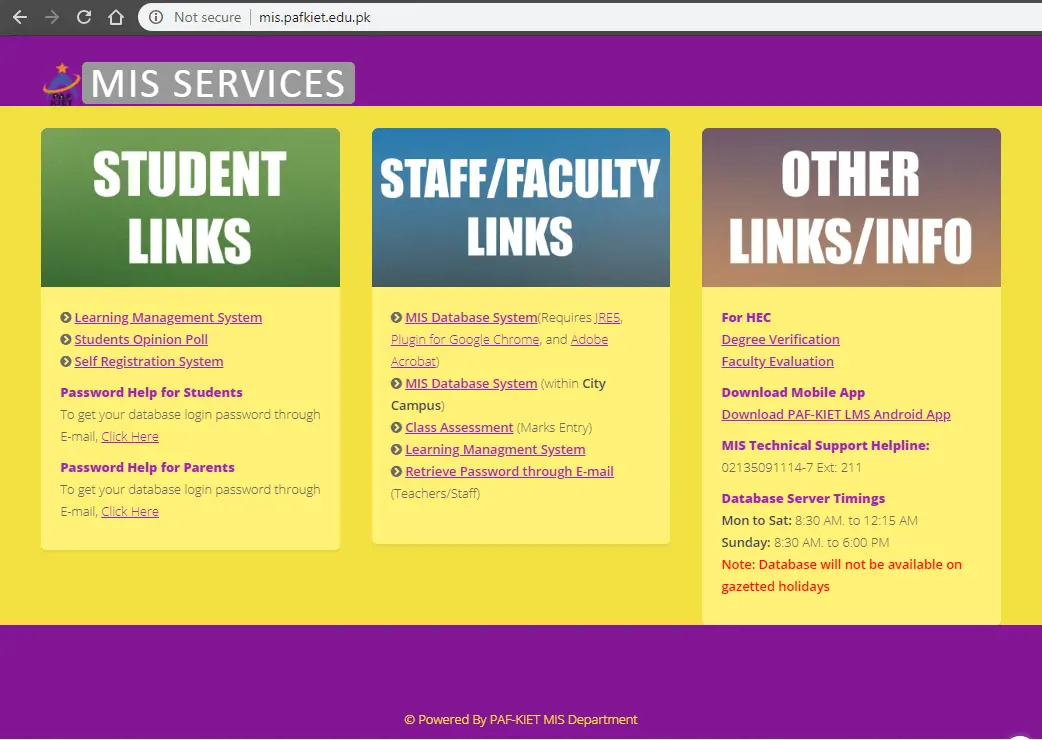 Not secure | mis.pafkiet.edu.pk
PAF
KIET
MIS SERVICES
STUDENT
LINKS
Learning Management System
Students Opinion Poll
Self Registration System
Password Help for Students
To get your database login password through
E-mail, Click Here
Password Help for Parents
To get your database login password through
E-mail, Click Here
STAFF/FACULTY
LINKS
MIS Database System(Requires JRE5,
Plugin for Google Chrome, and Adobe
Acrobat)
MIS Database System (within City
Campus)
Class Assessment (Marks Entry)
Learning Managment System
Retrieve Password through E-mail
(Teachers/Staff)
OTHER
LINKS/INFO
For HEC
Degree Verification
Faculty Evaluation
Download Mobile App
Download PAF-KIET LMS Android App
MIS Technical Support Helpline:
02135091114-7 Ext: 211
Database Server Timings
Mon to Sat: 8:30 AM. to 12:15 AM
Sunday: 8:30 AM. to 6:00 PM
Note: Database will not be available on
gazetted holidays
© Powered By PAF-KIET MIS Department